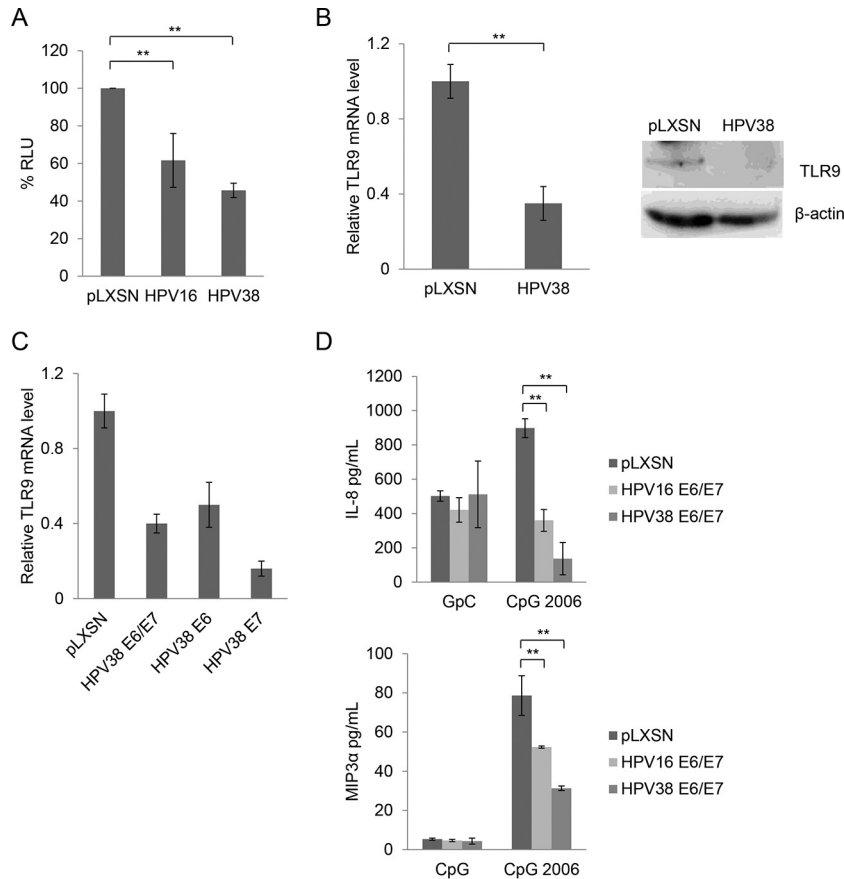 A
**
**
% RLU
120
100
80
60
40
20
0
pLXSN HPV16 HPV38
B
**
Relative TLR9 mRNA level
1.2
0.8
0.4
0
pLXSN HPV38
pLXSN HPV38
TLR9
β-actin
C
Relative TLR9 mRNA level
1.2
0.8
0.4
0
pLXSN
HPV38 E6/E7
HPV38 E6
HPV38 E7
D
IL-8 pg/mL
1200
1000
800
600
400
200
0
**
**
GpC CpG 2006
pLXSN
HPV16 E6/E7
HPV38 E6/E7
MIP3α pg/mL
100
80
60
40
20
0
**
**
CpG CpG 2006
pLXSN
HPV16 E6/E7
HPV38 E6/E7